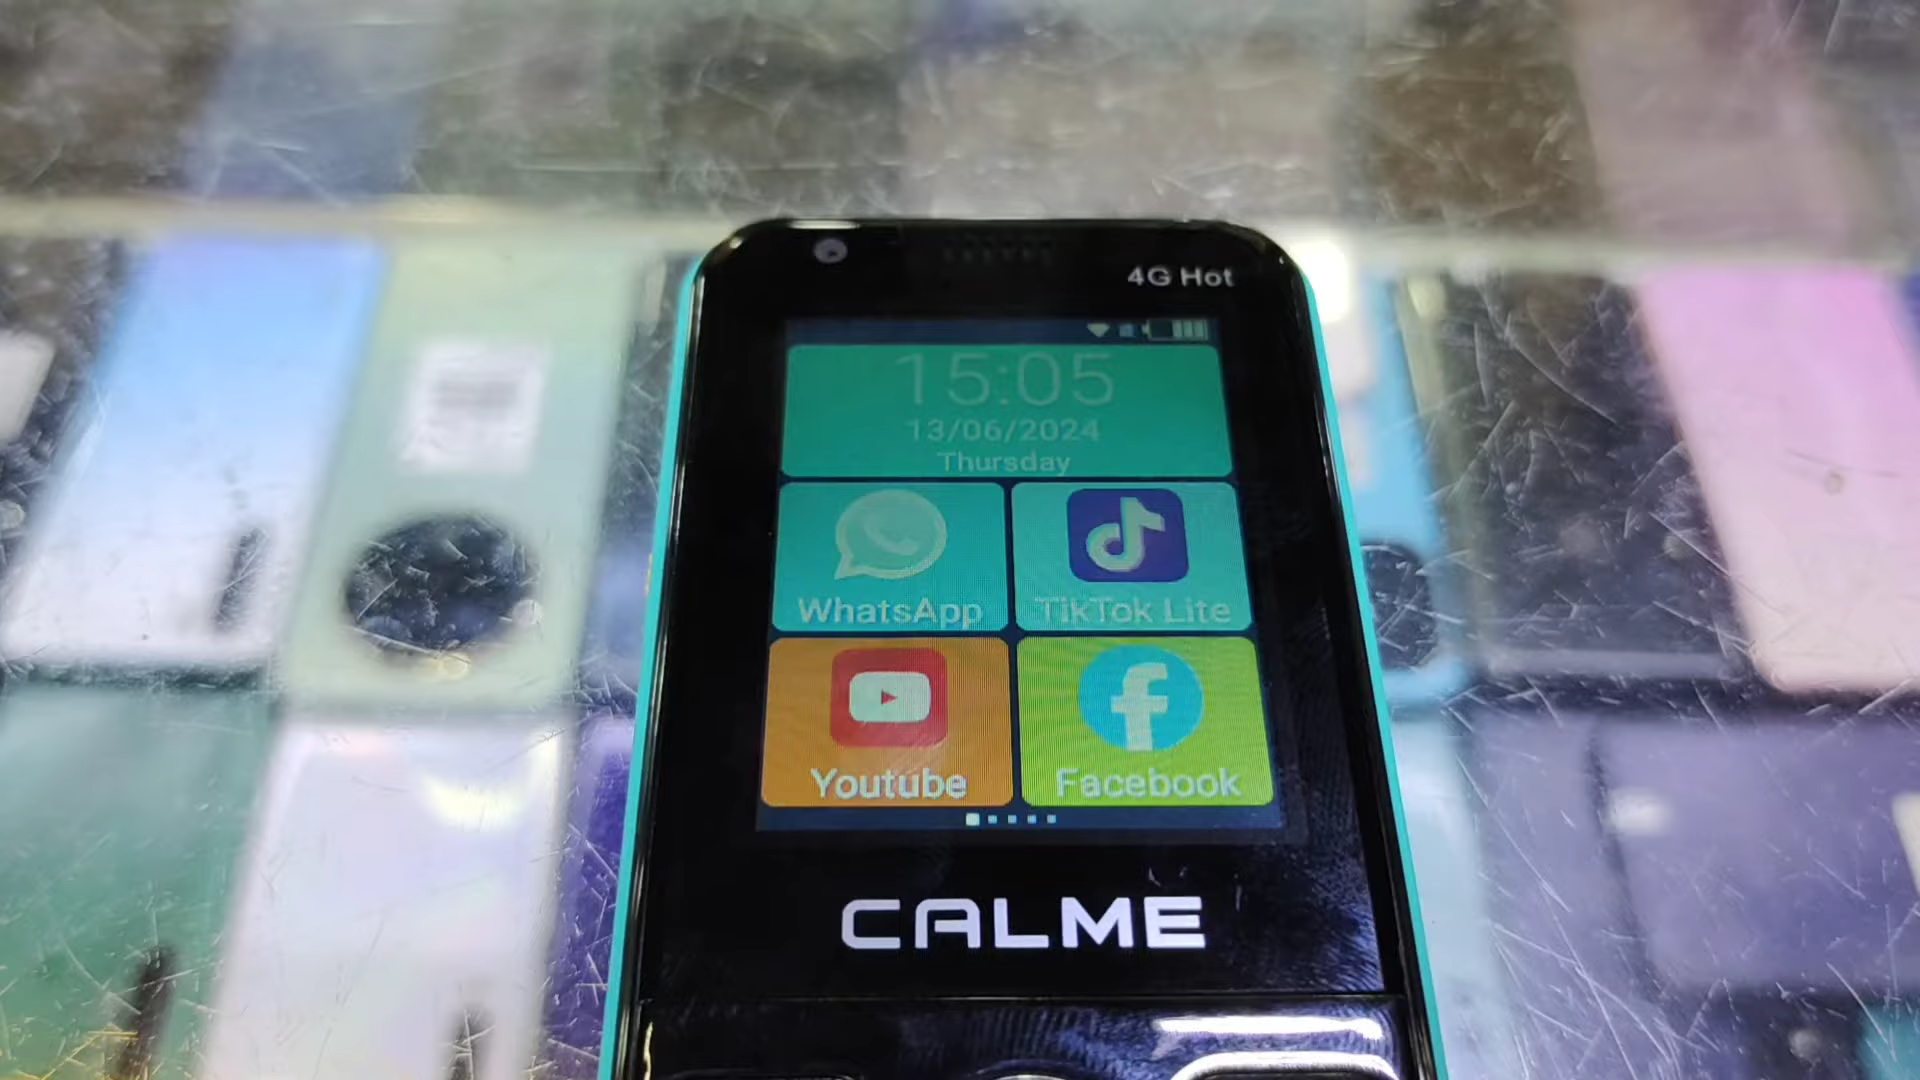 4G Hot
15:05
13/06/2024
Thursday
WhatsApp
TikTok Lite
Youtube
Facebook
CALME